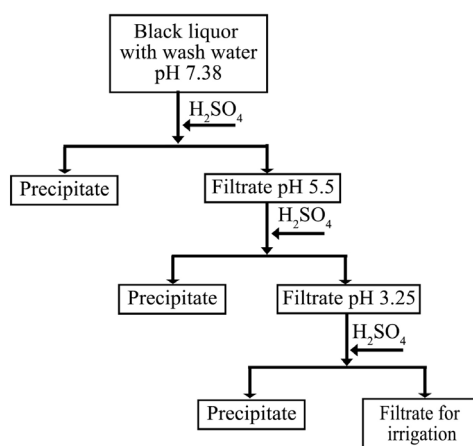 Black liquor
with wash water
pH 7.38
H₂SO₄
Precipitate
Filtrate pH 5.5
H₂SO₄
Precipitate
Filtrate pH 3.25
H₂SO₄
Precipitate
Filtrate for
irrigation